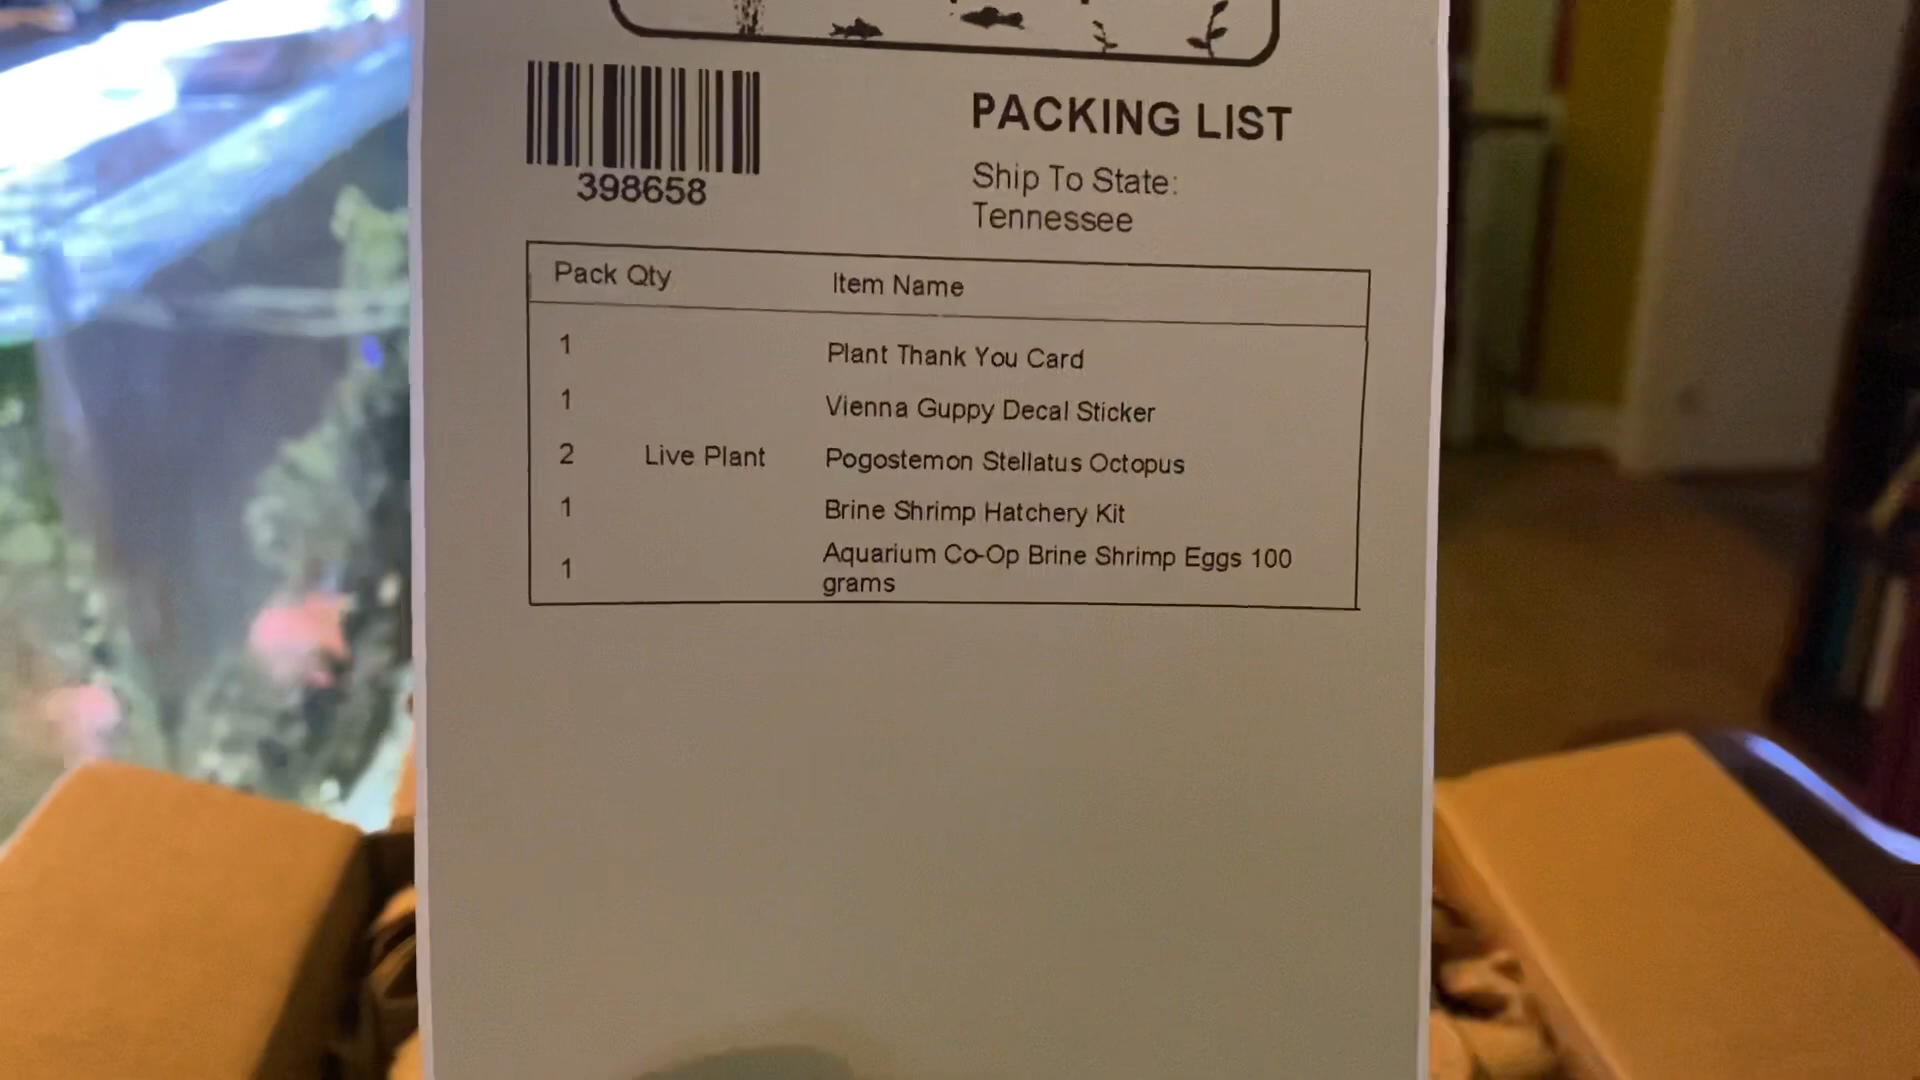 398658
PACKING LIST
Ship To State:
Tennessee
Pack Qty Item Name
1 Plant Thank You Card
1 Vienna Guppy Decal Sticker
2 Live Plant Pogostemon Stellatus Octopus
1 Brine Shrimp Hatchery Kit
1 Aquarium Co-Op Brine Shrimp Eggs 100
grams